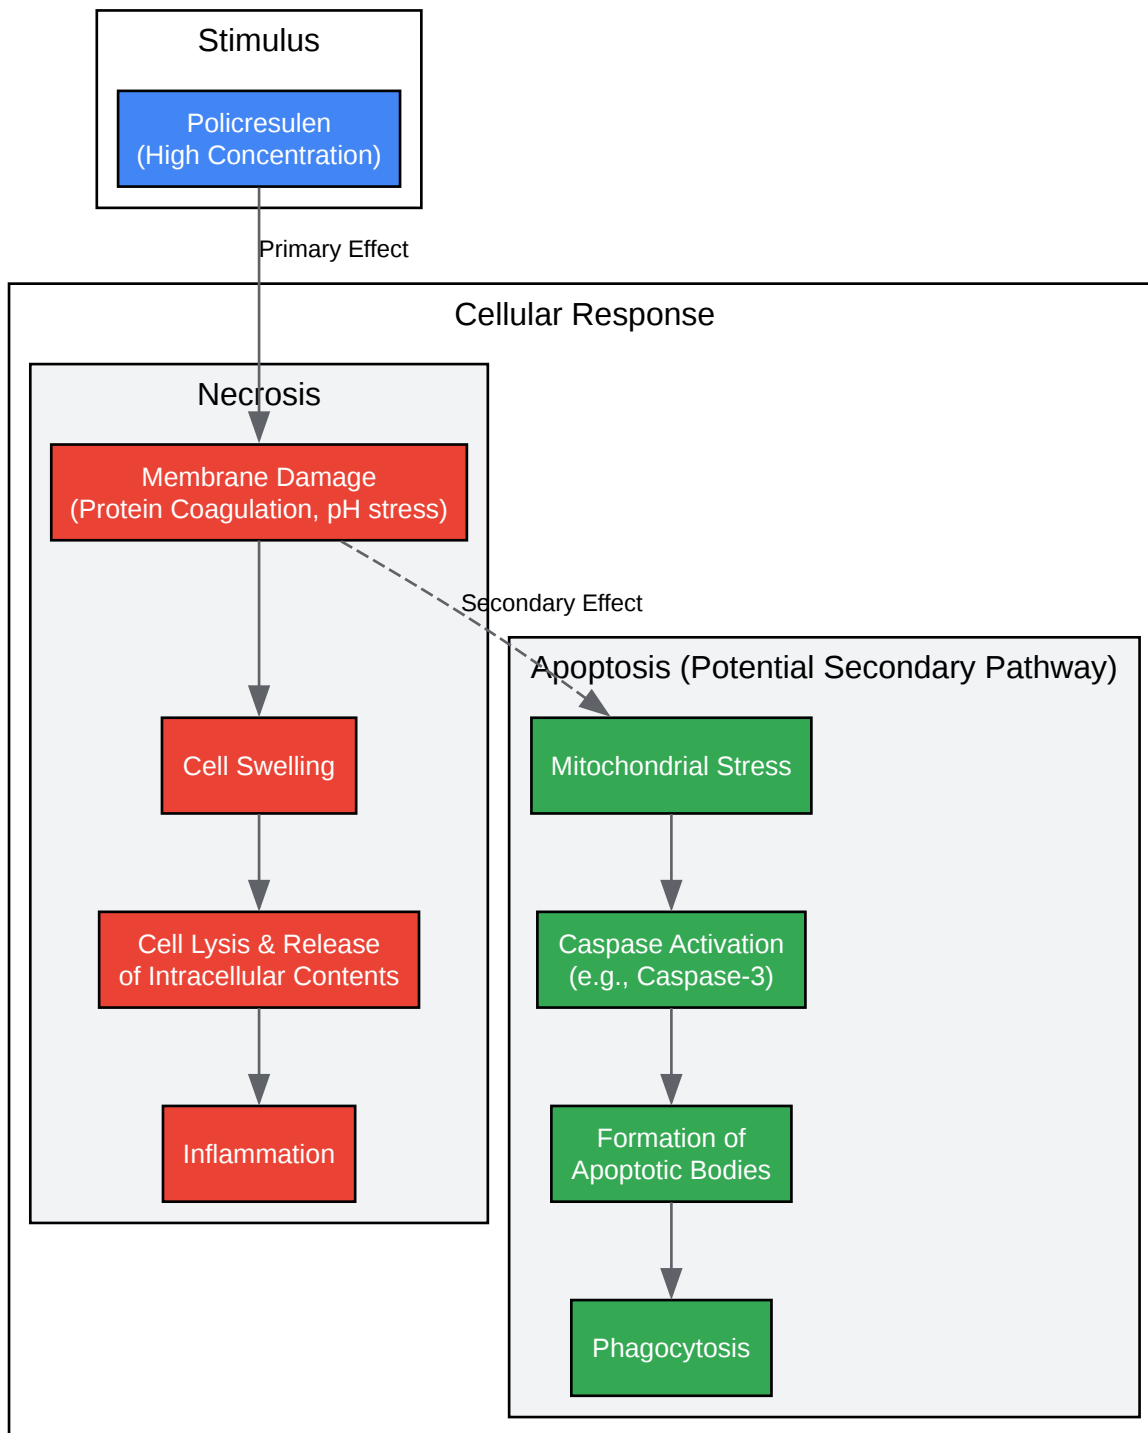 Stimulus
Policresulen
(High Concentration)
Primary Effect
Cellular Response
Necrosis
Membrane Damage
(Protein Coagulation, pH stress)
Secondary Effect
Apoptosis (Potential Secondary Pathway)
Cell Swelling
Mitochondrial Stress
Cell Lysis & Release
of Intracellular Contents
Caspase Activation
(e.g., Caspase-3)
Inflammation
Formation of
Apoptotic Bodies
Phagocytosis